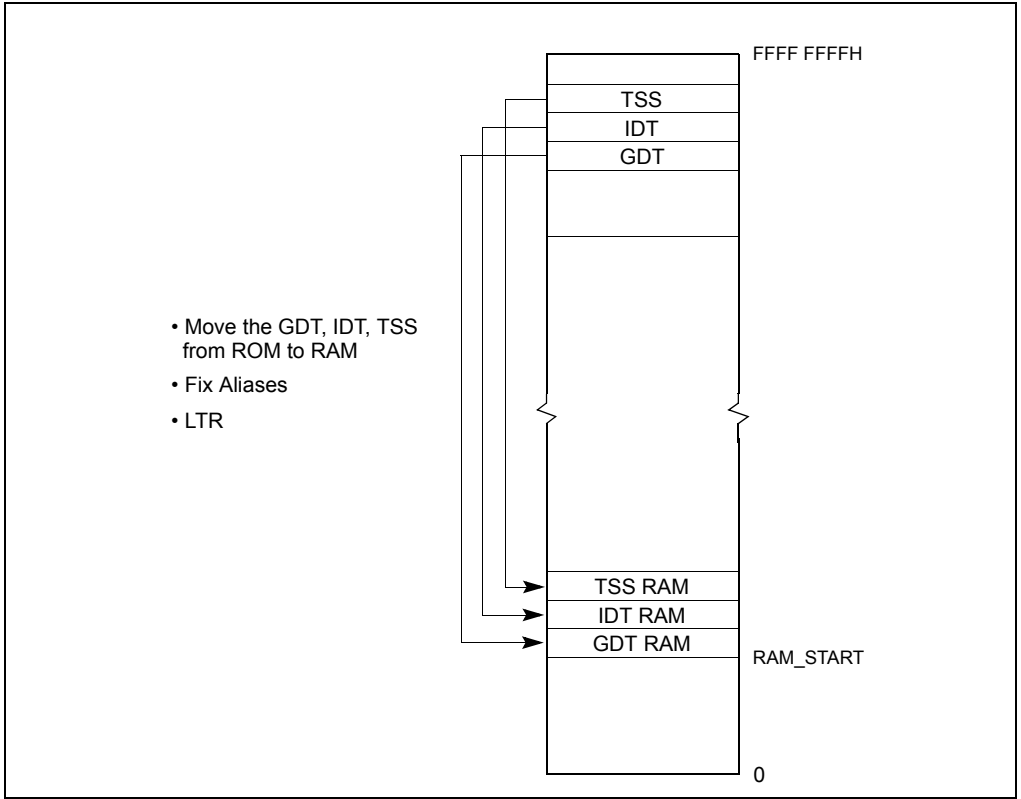 FFFF FFFFH
TSS
IDT
GDT
• Move the GDT, IDT, TSS
from ROM to RAM
• Fix Aliases
• LTR
TSS RAM
IDT RAM
GDT RAM
RAM_START
0